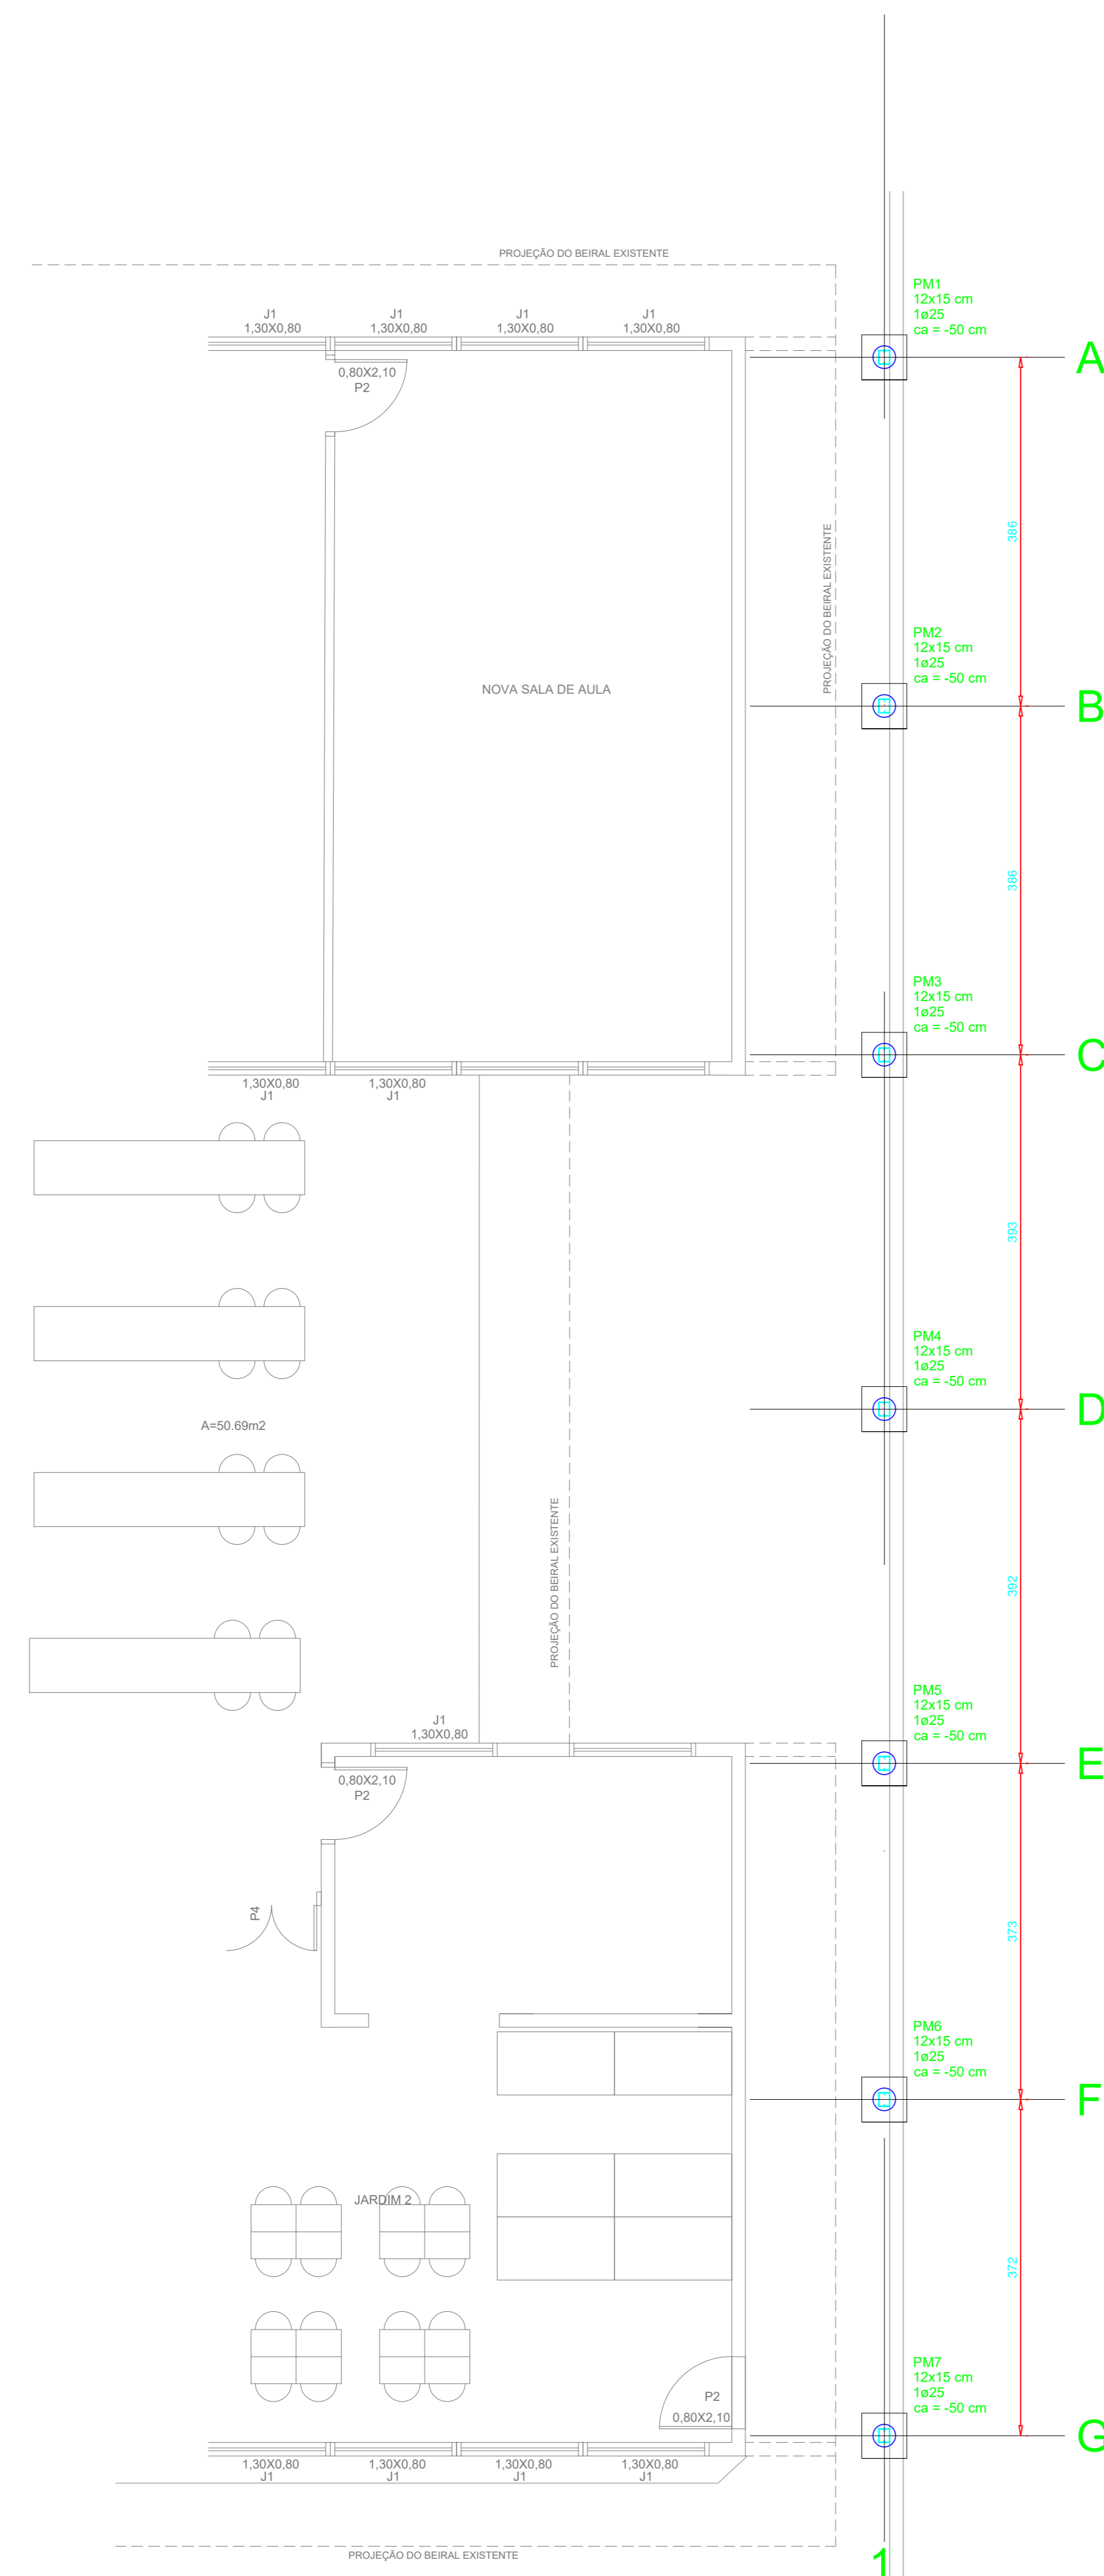 PROJEÇÃO DO BEIRAL EXISTENTE
PM1
12x15 cm
1ø25
ca = -50 cm
J1
1,30X0,80
J1
1,30X0,80
J1
1,30X0,80
J1
1,30X0,80
A
0,80X2,10
P2
386
PROJEÇÃO DO BEIRAL EXISTENTE
PM2
12x15 cm
1ø25
ca = -50 cm
NOVA SALA DE AULA
B
386
PM3
12x15 cm
1ø25
ca = -50 cm
C
1,30X0,80
J1
1,30X0,80
J1
393
PM4
12x15 cm
1ø25
ca = -50 cm
D
A=50.69m2
PROJEÇÃO DO BEIRAL EXISTENTE
392
PM5
12x15 cm
1ø25
ca = -50 cm
J1
1,30X0,80
E
0,80X2,10
P2
P4
373
PM6
12x15 cm
1ø25
ca = -50 cm
F
JARDIM 2
372
PM7
12x15 cm
1ø25
ca = -50 cm
P2
0,80X2,10
G
1,30X0,80
J1
1,30X0,80
J1
1,30X0,80
J1
1,30X0,80
J1
PROJEÇÃO DO BEIRAL EXISTENTE
1